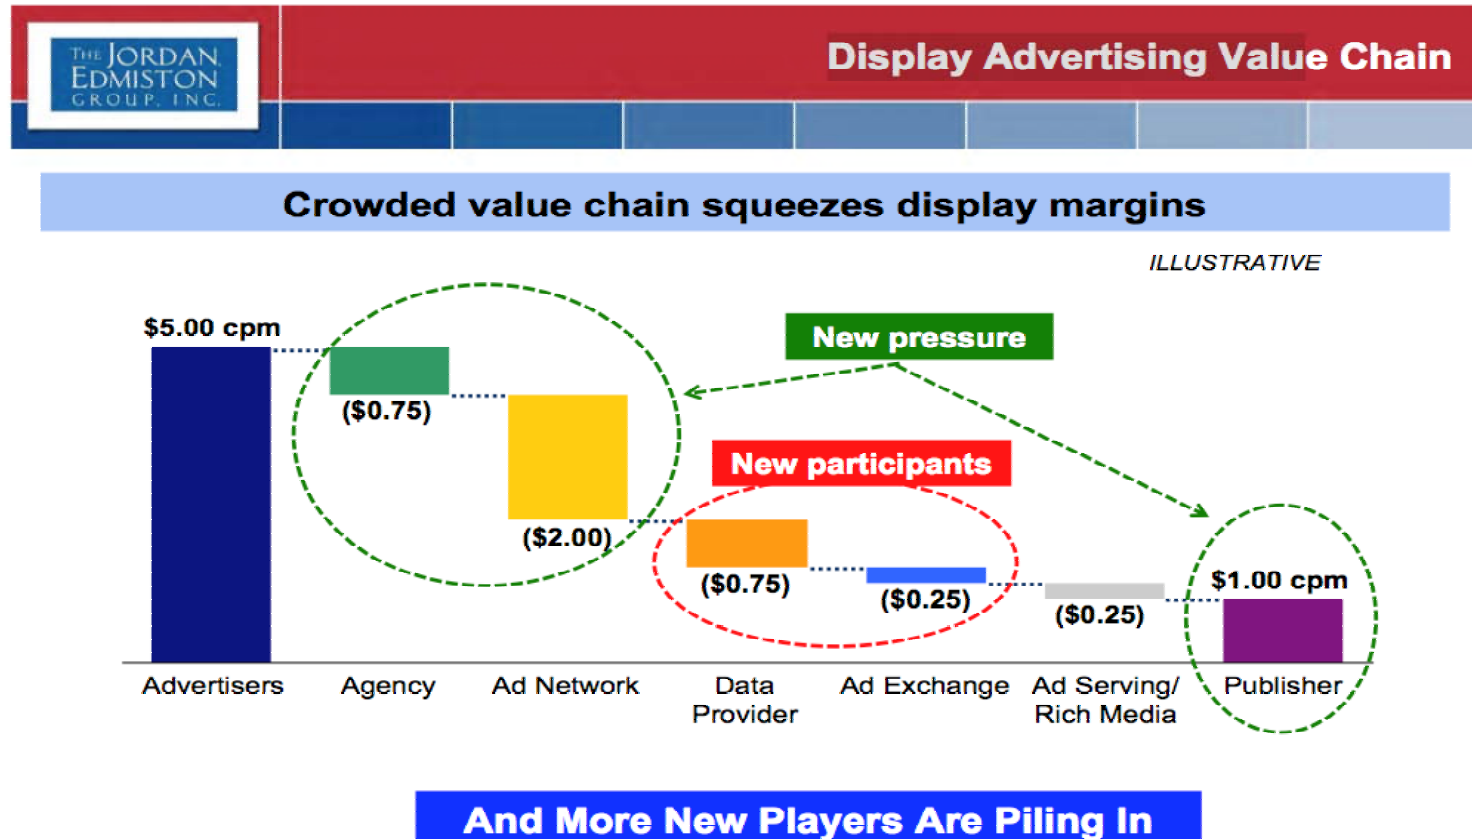 THE JORDAN,
EDMISTON
GROUP, INC.
Display Advertising Value Chain
Crowded value chain squeezes display margins
ILLUSTRATIVE
$5.00 cpm
New pressure
($0.75)
New participants
($2.00)
($0.75)
($0.25)
($0.25)
$1.00 cpm
Advertisers
Agency
Ad Network
Data
Provider
Ad Exchange
Ad Serving/
Rich Media
Publisher
And More New Players Are Piling In